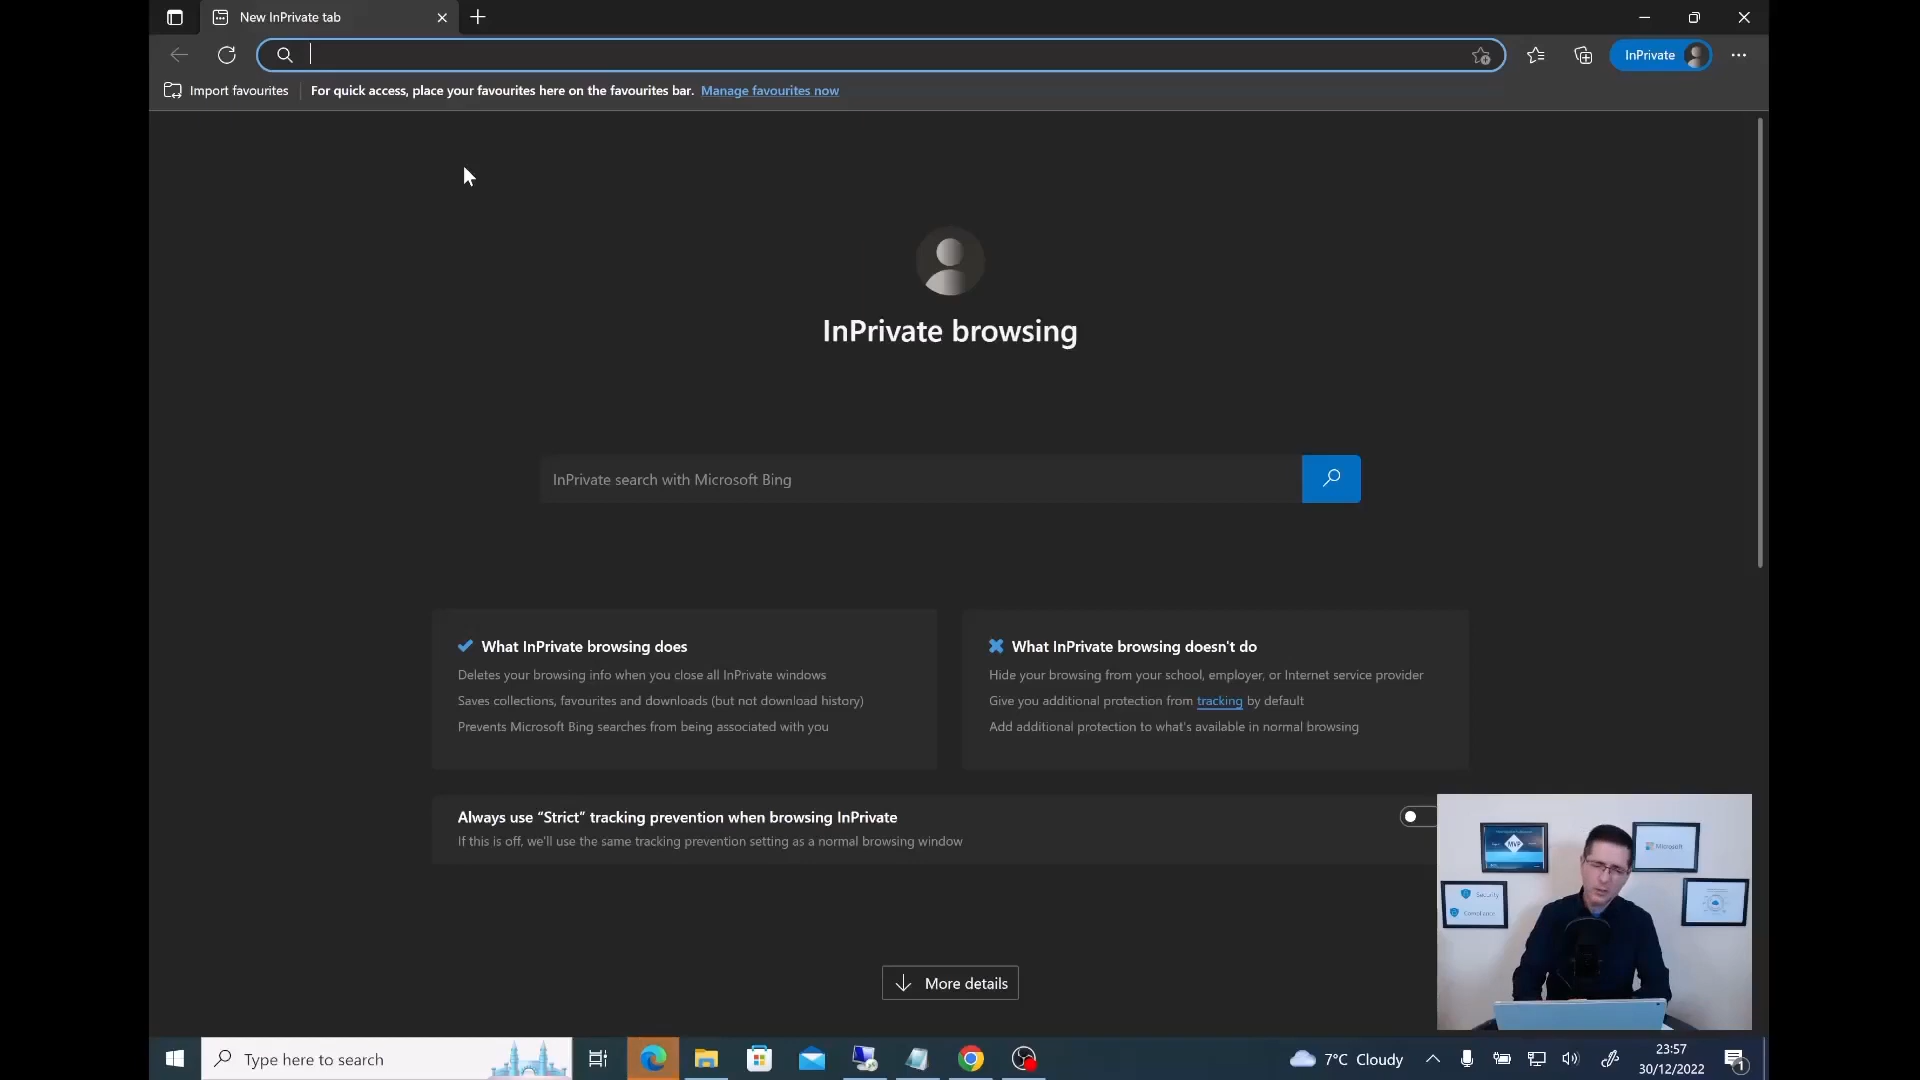 New InPrivate tab
InPrivate
Import favourites
For quick access, place your favourites here on the favourites bar. Manage favourites now
InPrivate browsing
InPrivate search with Microsoft Bing
What InPrivate browsing does
Deletes your browsing info when you close all InPrivate windows
Saves collections, favourites and downloads (but not download history)
Prevents Microsoft Bing searches from being associated with you
What InPrivate browsing doesn't do
Hide your browsing from your school, employer, or Internet service provider
Give you additional protection from tracking by default
Add additional protection to what's available in normal browsing
Always use “Strict” tracking prevention when browsing InPrivate
If this is off, we'll use the same tracking prevention setting as a normal browsing window
More details
MVP
Microsoft
Security
Compliance
Type here to search
7°C Cloudy
23:57
30/12/2022
1